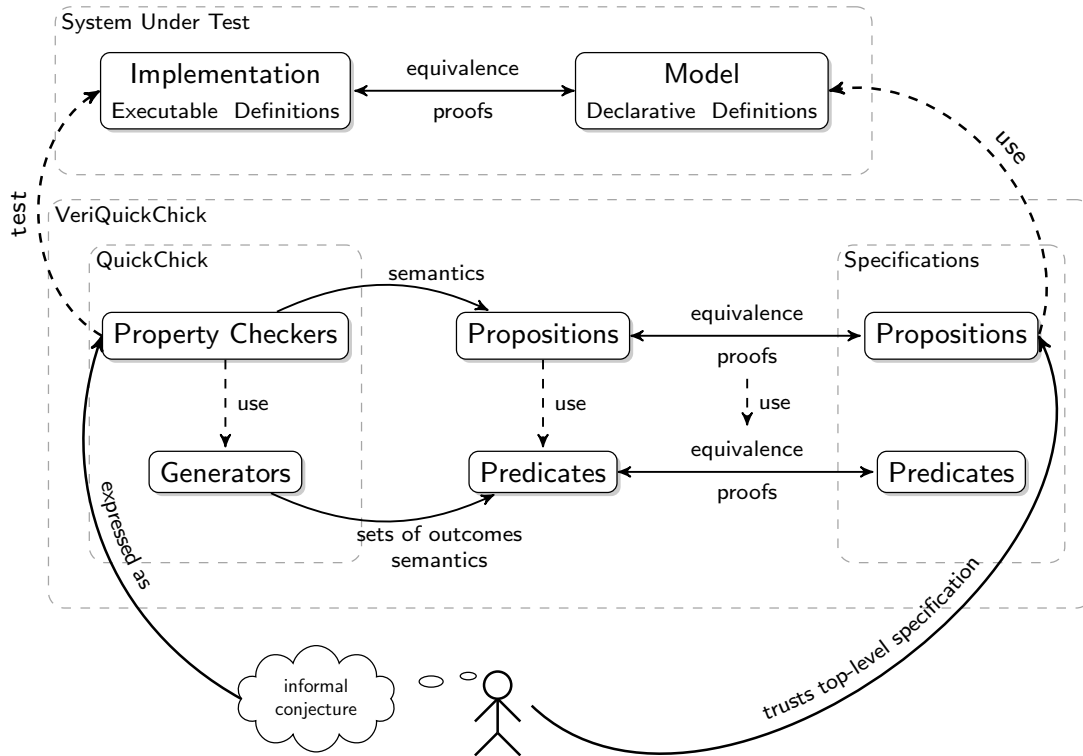 System Under Test
Implementation
Executable Definitions
equivalence
proofs
Model
Declarative Definitions
test
use
VeriQuickChick
QuickChick
Specifications
semantics
Property Checkers
Propositions
equivalence
proofs
Propositions
use
use
use
Generators
Predicates
equivalence
proofs
Predicates
sets of outcomes
semantics
expressed as
trusts top-level specification
informal
conjecture